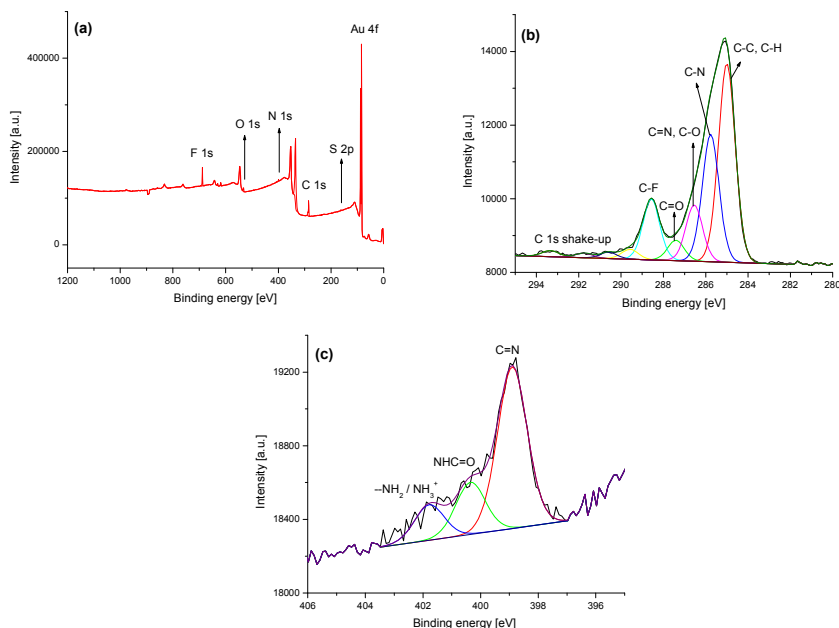 (a)
Au 4f
F 1s
O 1s
N 1s
C 1s
S 2p
Intensity [a.u.]
400000
200000
0
1200 1000 800 600 400 200 0
Binding energy [eV]
(b)
C-C, C-H
C-N
C=N, C-O
C-F
C=O
C 1s shake-up
Intensity [a.u.]
14000
12000
10000
8000
294 292 290 288 286 284 282 280
Binding energy [eV]
(c)
C=N
NHC=O
--NH₂ / NH₃⁺
Intensity [a.u.]
19200
18400
18000
406 404 402 400 398 396
Binding energy [eV]